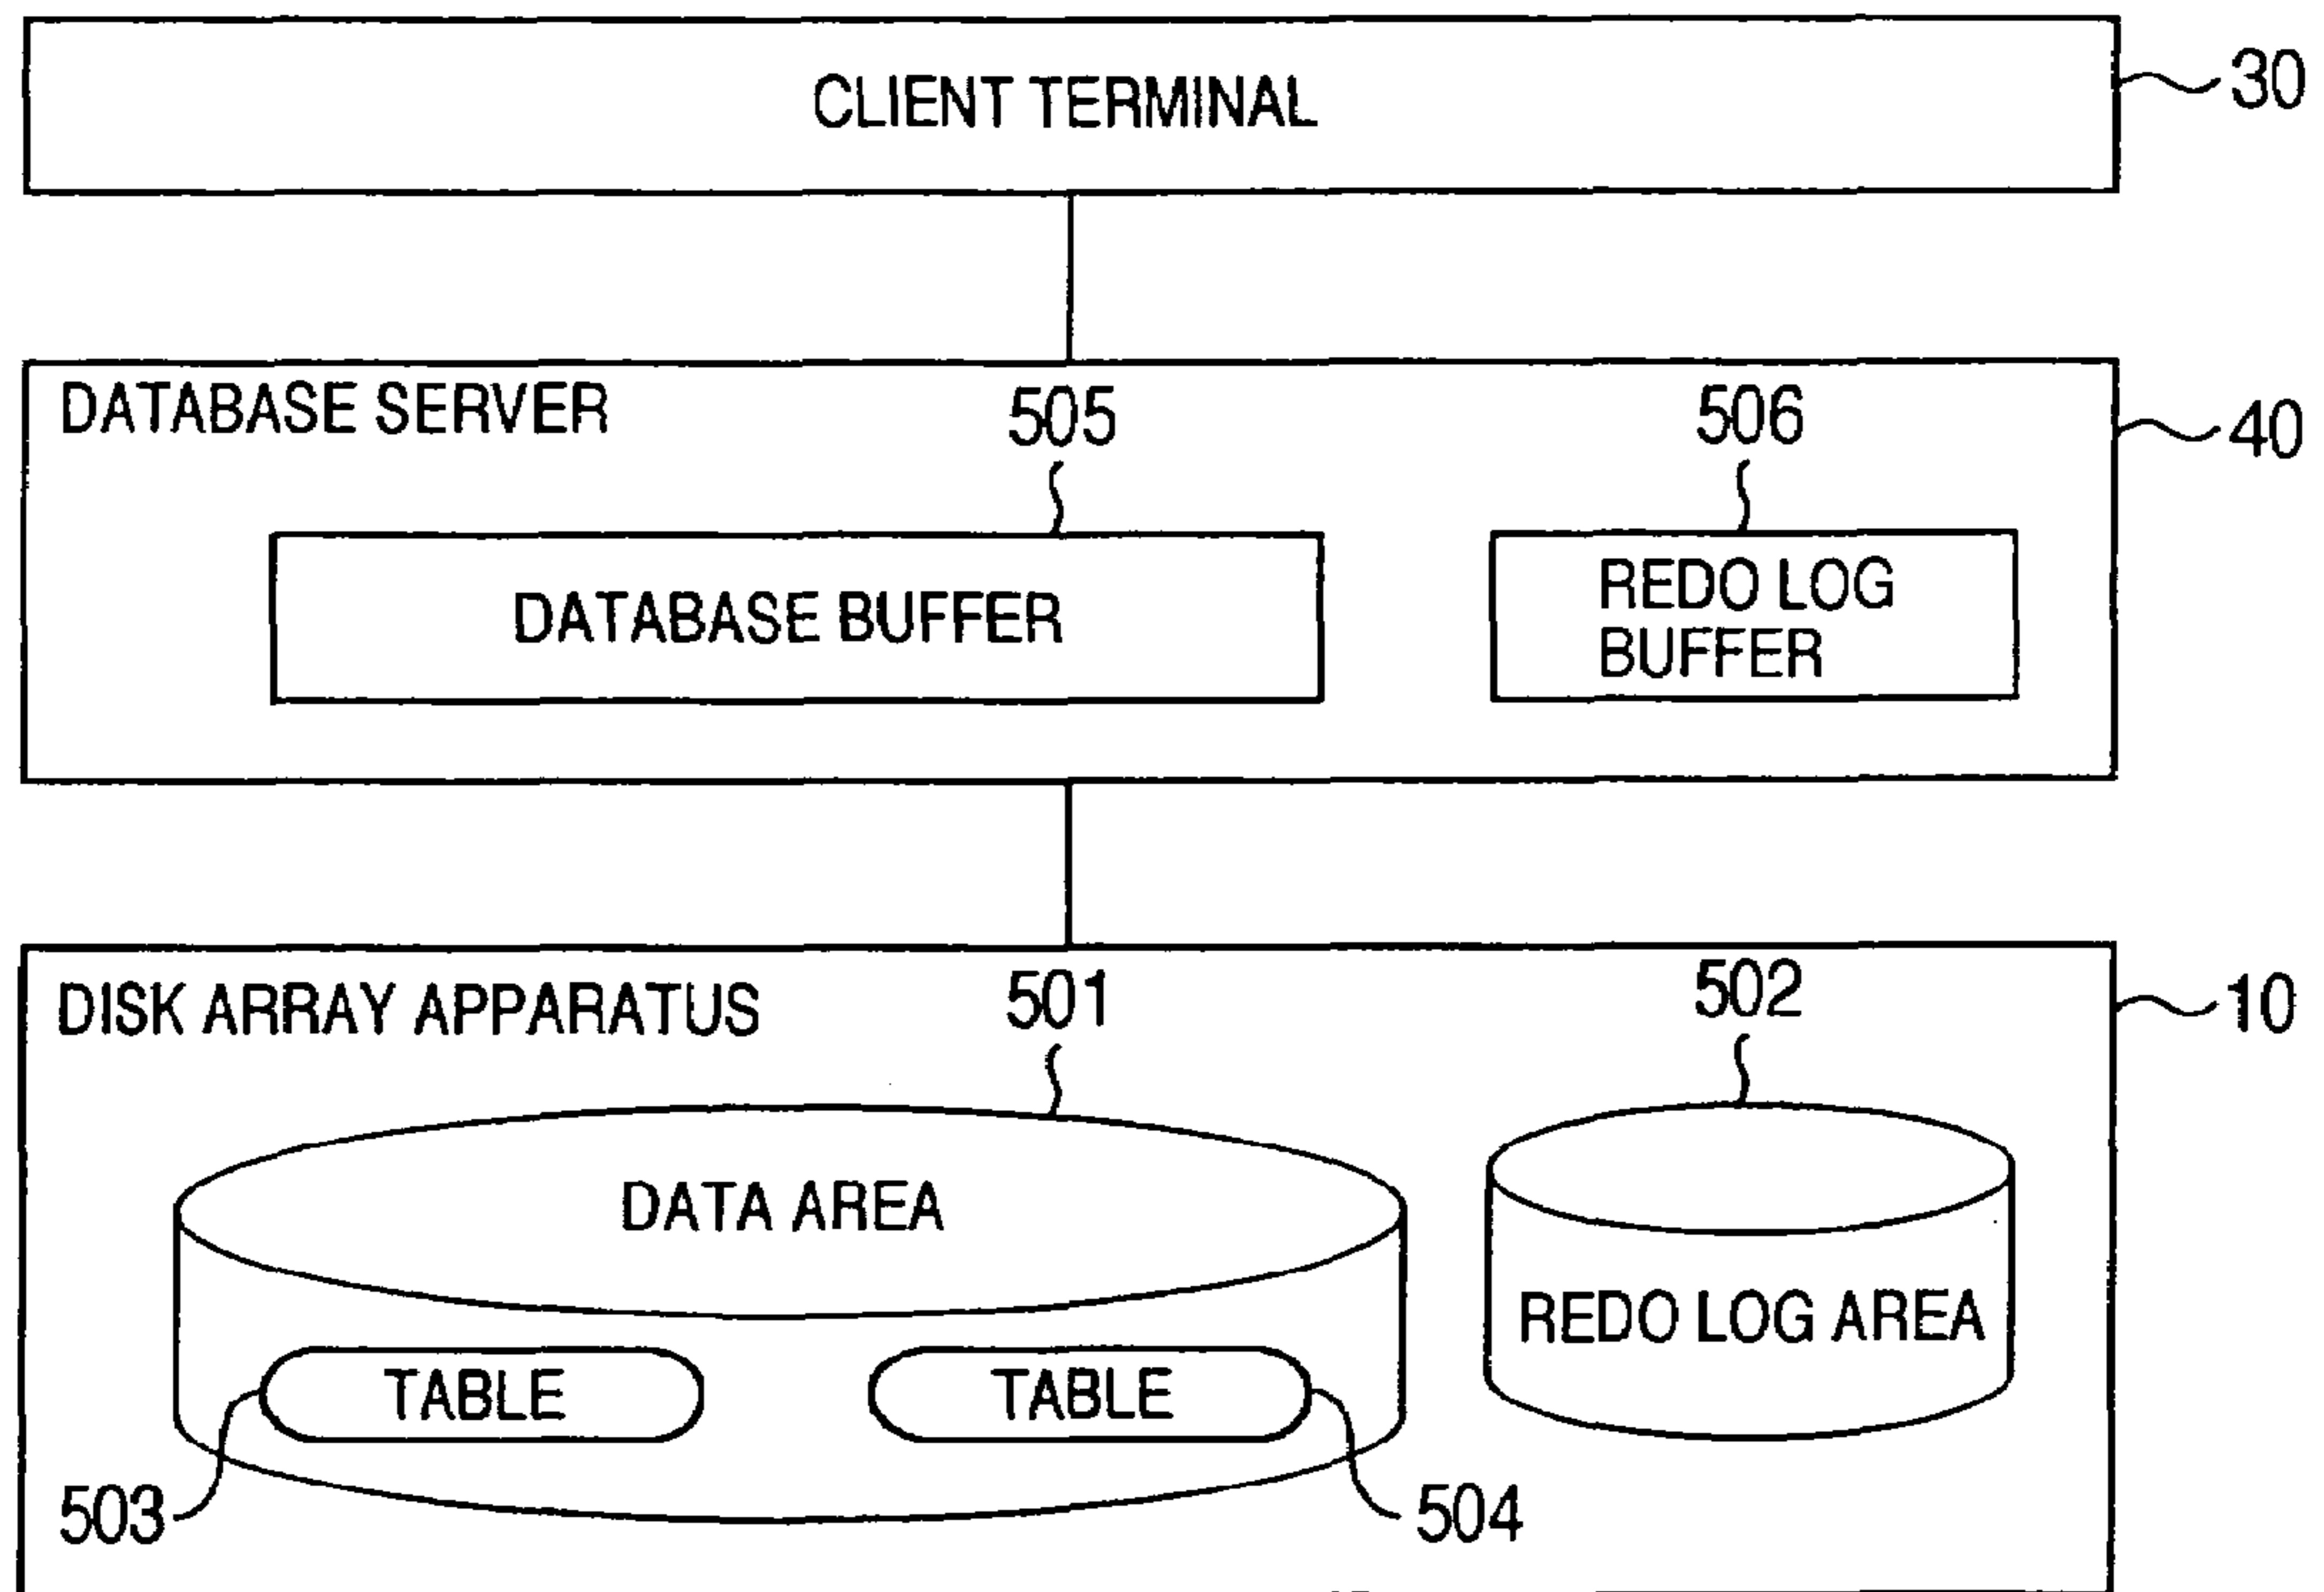 CLIENT TERMINAL
30
DATABASE SERVER
505
506
40
DATABASE BUFFER
REDO LOG
BUFFER
DISK ARRAY APPARATUS
501
502
10
DATA AREA
REDO LOG AREA
TABLE
TABLE
503
504